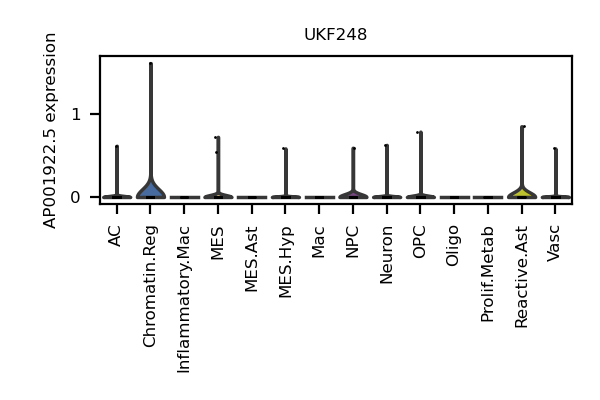 UKF248
AP001922.5 expression
1
0
AC
Chromatin.Reg
Inflammatory.Mac
MES
MES.Ast
MES.Hyp
Mac
NPC
Neuron
OPC
Oligo
Prolif.Metab
Reactive.Ast
Vasc